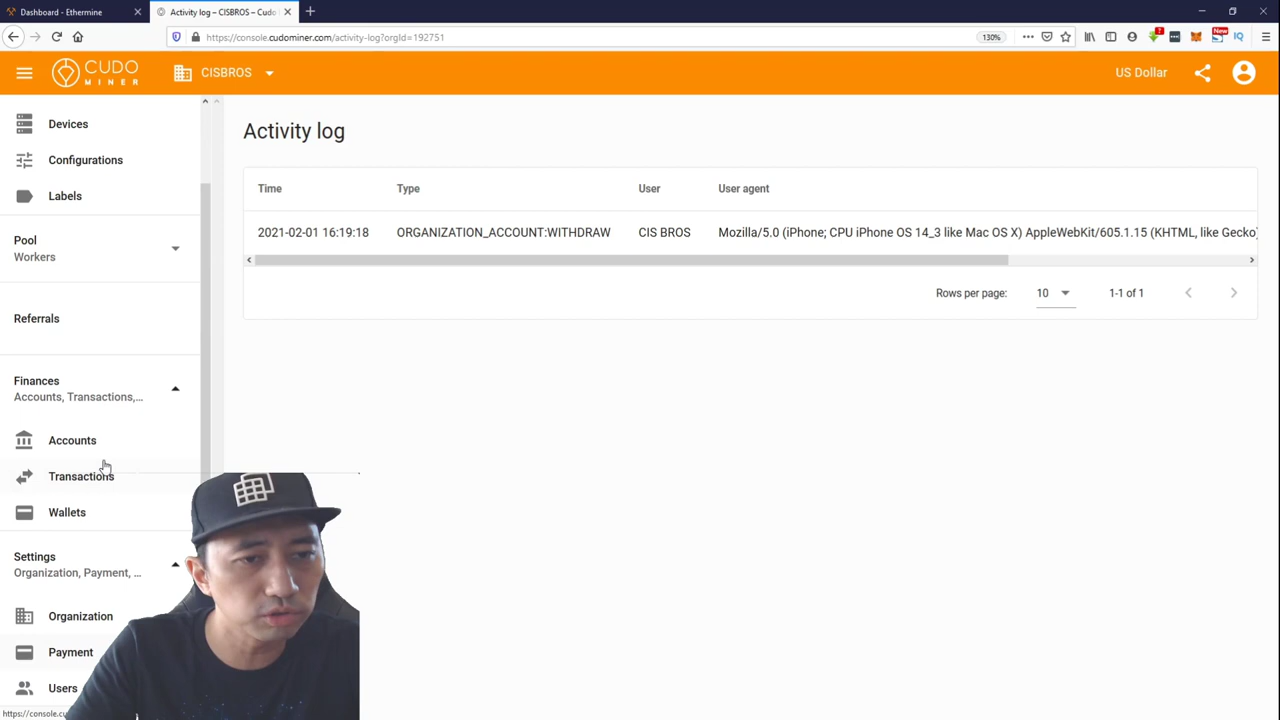 Dashboard - Ethermine
Activity log – CISBROS – Cudo
https://console.cudominer.com/activity-log?orgId=192751
130%
New
CUDO
MINER
CISBROS
US Dollar
Devices
Configurations
Labels
Pool
Workers
Referrals
Finances
Accounts, Transactions,...
Accounts
Transactions
Wallets
Settings
Organization, Payment, ...
Organization
Payment
Users
https://console.cu
Activity log
Time Type User User agent
2021-02-01 16:19:18 ORGANIZATION_ACCOUNT:WITHDRAW CIS BROS Mozilla/5.0 (iPhone; CPU iPhone OS 14_3 like Mac OS X) AppleWebKit/605.1.15 (KHTML, like Gecko)
Rows per page: 10 1-1 of 1